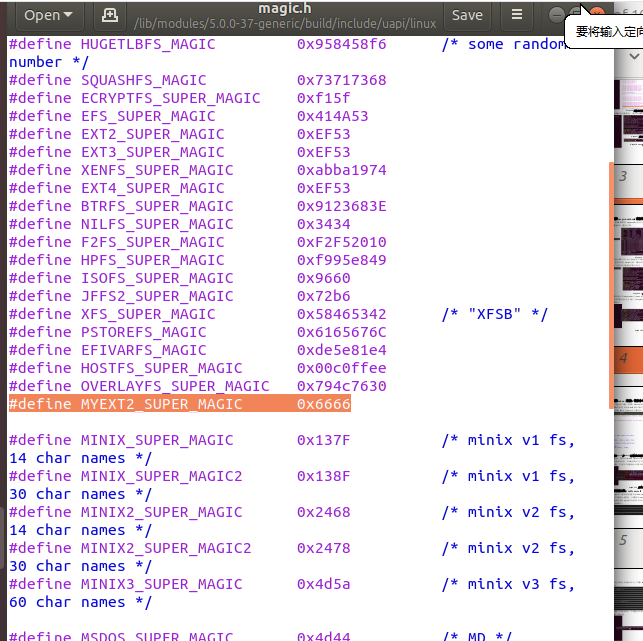 Open
magic.h
/lib/modules/5.0.0-37-generic/build/include/uapi/linux
Save
要将输入定向
#define HUGETLBFS_MAGIC 0x958458f6 /* some random
number */
#define SQUASHFS_MAGIC 0x73717368
#define ECRYPTFS_SUPER_MAGIC 0xf15f
#define EFS_SUPER_MAGIC 0x414A53
#define EXT2_SUPER_MAGIC 0xEF53
#define EXT3_SUPER_MAGIC 0xEF53
#define XENFS_SUPER_MAGIC 0xabba1974
#define EXT4_SUPER_MAGIC 0xEF53
#define BTRFS_SUPER_MAGIC 0x9123683E
#define NILFS_SUPER_MAGIC 0x3434
#define F2FS_SUPER_MAGIC 0xF2F52010
#define HPFS_SUPER_MAGIC 0xf995e849
#define ISOFS_SUPER_MAGIC 0x9660
#define JFFS2_SUPER_MAGIC 0x72b6
#define XFS_SUPER_MAGIC 0x58465342 /* "XFSB" */
#define PSTOREFS_MAGIC 0x6165676C
#define EFIVARFS_MAGIC 0xde5e81e4
#define HOSTFS_SUPER_MAGIC 0x00c0ffee
#define OVERLAYFS_SUPER_MAGIC 0x794c7630
#define MYEXT2_SUPER_MAGIC 0x6666
#define MINIX_SUPER_MAGIC 0x137F /* minix v1 fs,
14 char names */
#define MINIX_SUPER_MAGIC2 0x138F /* minix v1 fs,
30 char names */
#define MINIX2_SUPER_MAGIC 0x2468 /* minix v2 fs,
14 char names */
#define MINIX2_SUPER_MAGIC2 0x2478 /* minix v2 fs,
30 char names */
#define MINIX3_SUPER_MAGIC 0x4d5a /* minix v3 fs,
60 char names */
#define MSDOS_SUPER_MAGIC 0x4d44 /* MD */
3
4
5